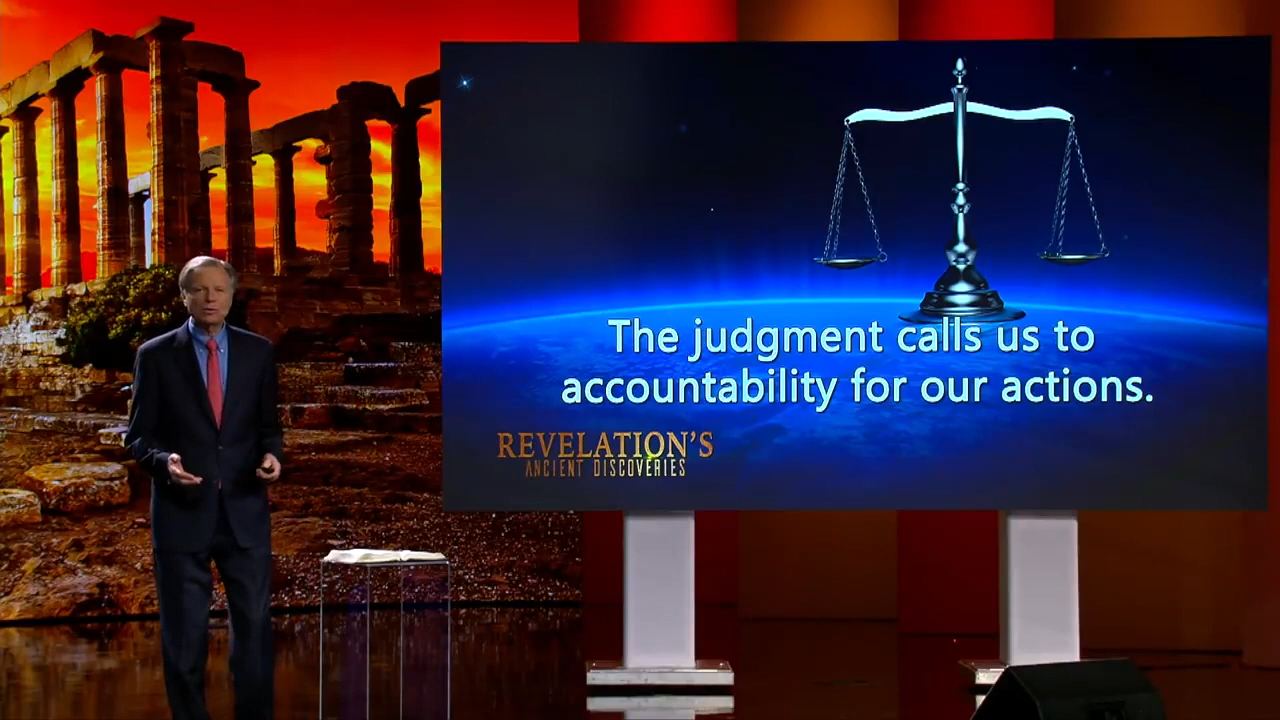 The judgment calls us to
accountability for our actions.
REVELATION'S
ANCIENT DISCOVERIES